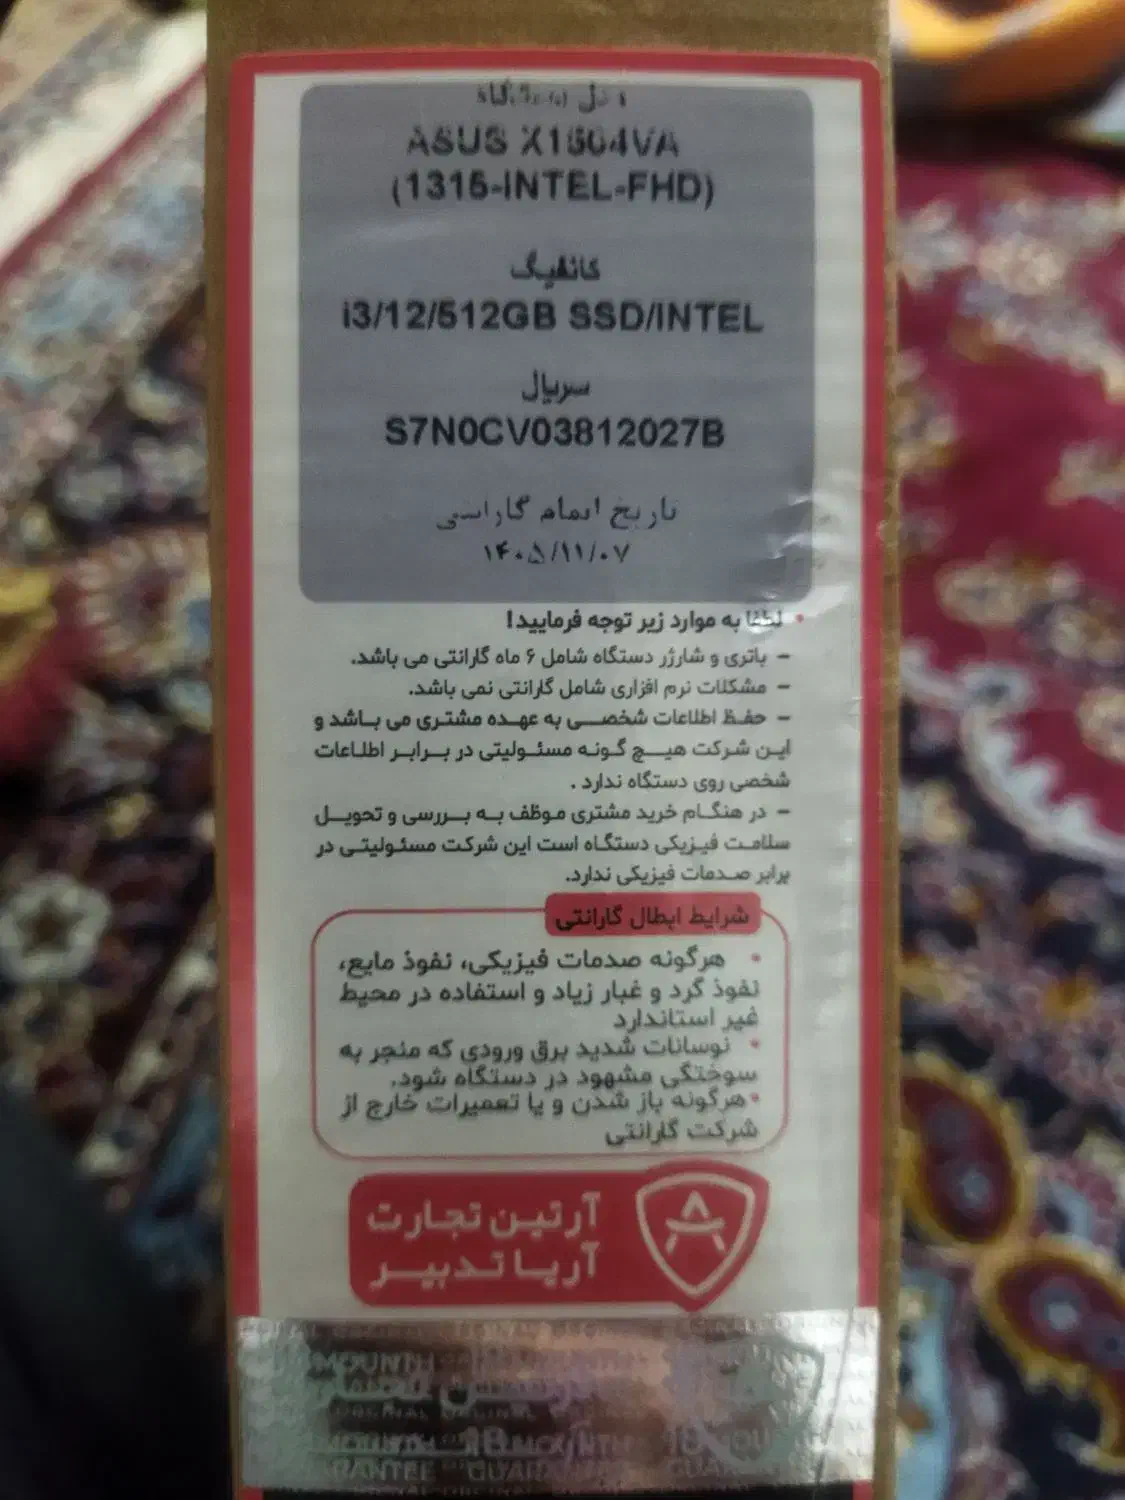 مدل دستگاه
ASUS X1504VA
(1315-INTEL-FHD)
کانفیگ
i3/12/512GB SSD/INTEL
سریال
S7N0CV03812027B
تاریخ اتمام گارانتی
۱۴۰۵/۱۱/۰۷
• لطفا به موارد زیر توجه فرمایید!
– باتری و شارژر دستگاه شامل ۶ ماه گارانتی می باشد.
– مشکلات نرم افزاری شامل گارانتی نمی باشد.
– حفظ اطلاعات شخصی به عهده مشتری می باشد و
این شرکت هیچ گونه مسئولیتی در برابر اطلاعات
شخصی روی دستگاه ندارد .
– در هنگام خرید مشتری موظف به بررسی و تحویل
سلامت فیزیکی دستگاه است این شرکت مسئولیتی در
برابر صدمات فیزیکی ندارد.
شرایط ابطال گارانتی
• هرگونه صدمات فیزیکی، نفوذ مایع،
نفوذ گرد و غبار زیاد و استفاده در محیط
غیر استاندارد
• نوسانات شدید برق ورودی که منجر به
سوختگی مشهود در دستگاه شود.
• هرگونه باز شدن و یا تعمیرات خارج از
شرکت گارانتی
آرتین تجارت
آریا تدبیر